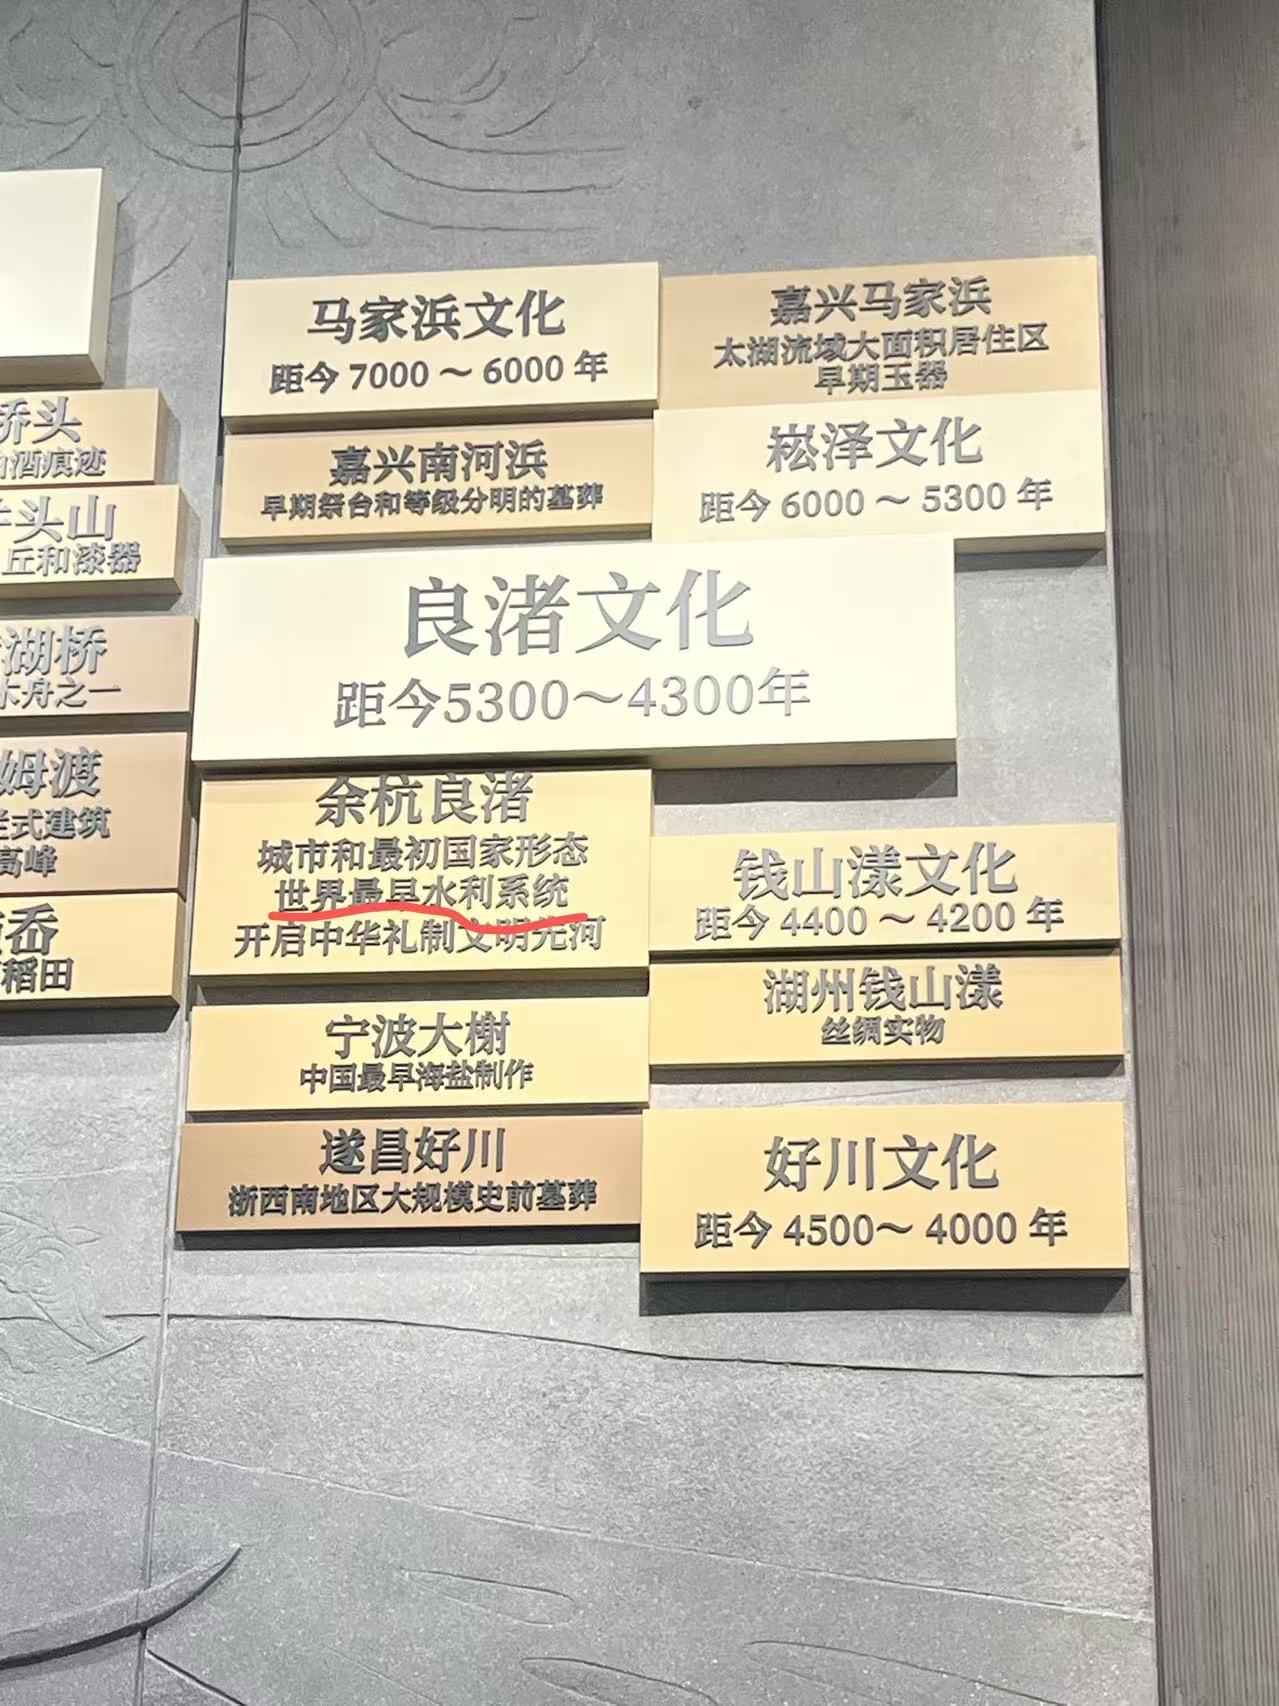 桥头
酒痕迹
头山
丘和漆器
湖桥
木舟之一
姆渡
式建筑
高峰
岙
稻田
马家浜文化
距今 7000 ～ 6000 年
嘉兴马家浜
太湖流域大面积居住区
早期玉器
嘉兴南河浜
早期祭台和等级分明的墓葬
崧泽文化
距今 6000 ～ 5300 年
良渚文化
距今5300～4300年
余杭良渚
城市和最初国家形态
世界最早水利系统
开启中华礼制文明先河
钱山漾文化
距今 4400 ～ 4200 年
湖州钱山漾
丝绸实物
宁波大榭
中国最早海盐制作
遂昌好川
浙西南地区大规模史前墓葬
好川文化
距今 4500～ 4000 年